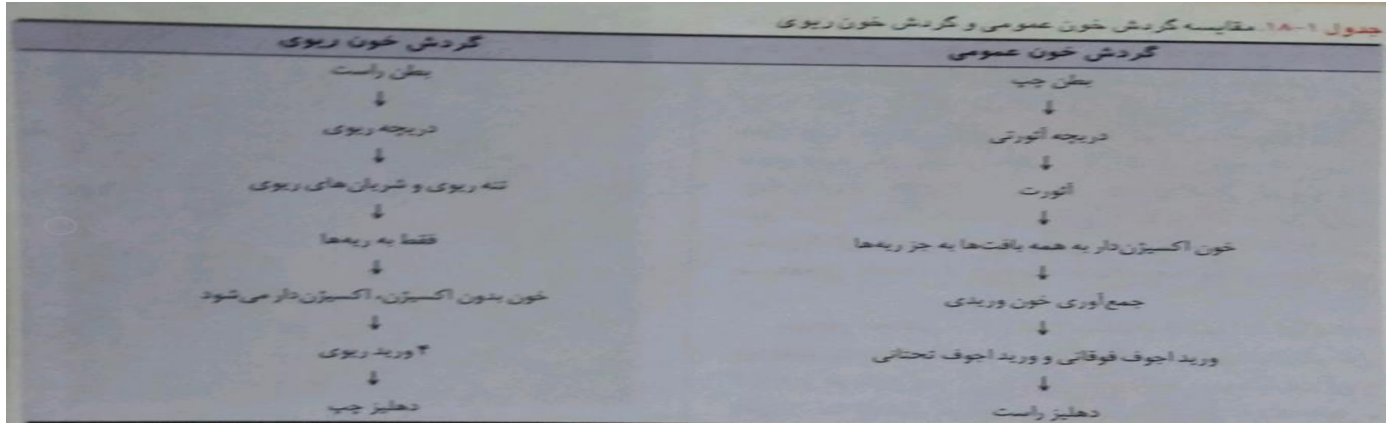 جدول ۱-۱۸. مقایسه گردش خون عمومی و گردش خون ریوی
گردش خون عمومی
بطن چپ
↓
دریچه آئورتی
↓
آئورت
↓
خون اکسیژن‌دار به همه بافت‌ها به جز ریه‌ها
↓
جمع‌آوری خون وریدی
↓
ورید اجوف فوقانی و ورید اجوف تحتانی
↓
دهلیز راست
گردش خون ریوی
بطن راست
↓
دریچه ریوی
↓
تنه ریوی و شریان‌های ریوی
↓
فقط به ریه‌ها
↓
خون بدون اکسیژن، اکسیژن‌دار می‌شود
↓
۴ ورید ریوی
↓
دهلیز چپ